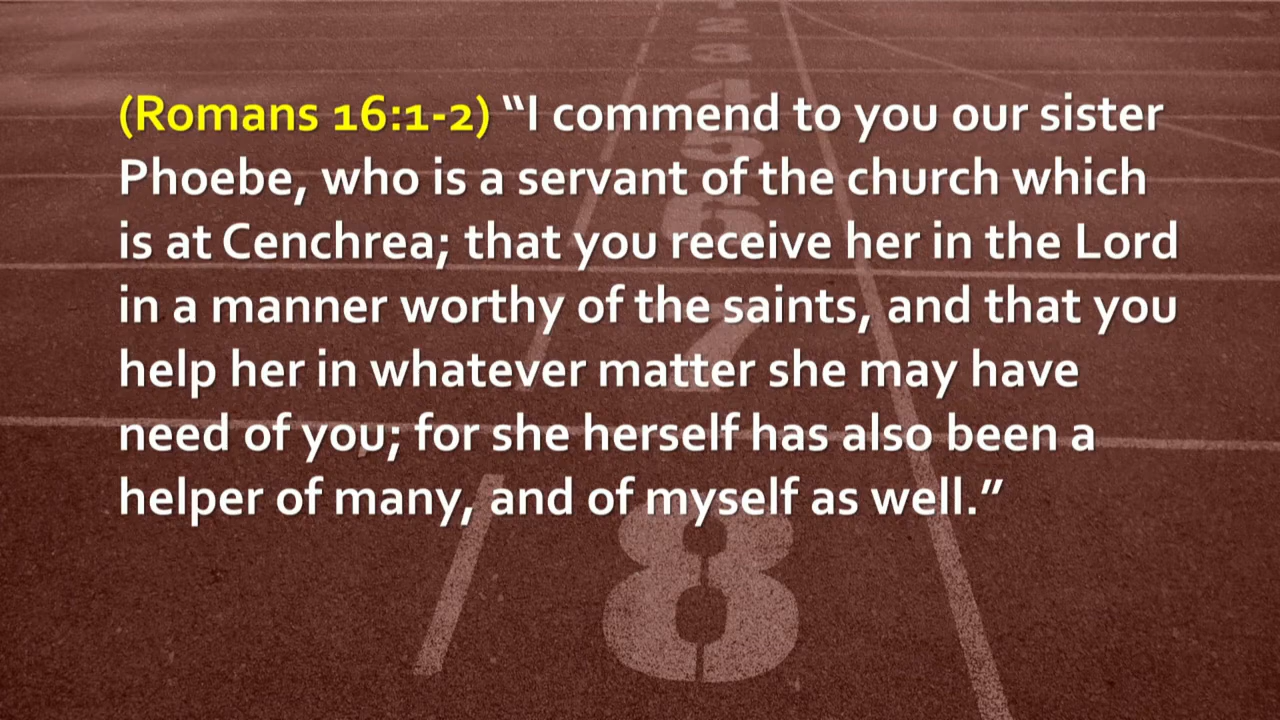 (Romans 16:1-2) “I commend to you our sister
Phoebe, who is a servant of the church which
is at Cenchrea; that you receive her in the Lord
in a manner worthy of the saints, and that you
help her in whatever matter she may have
need of you; for she herself has also been a
helper of many, and of myself as well.”
7
8